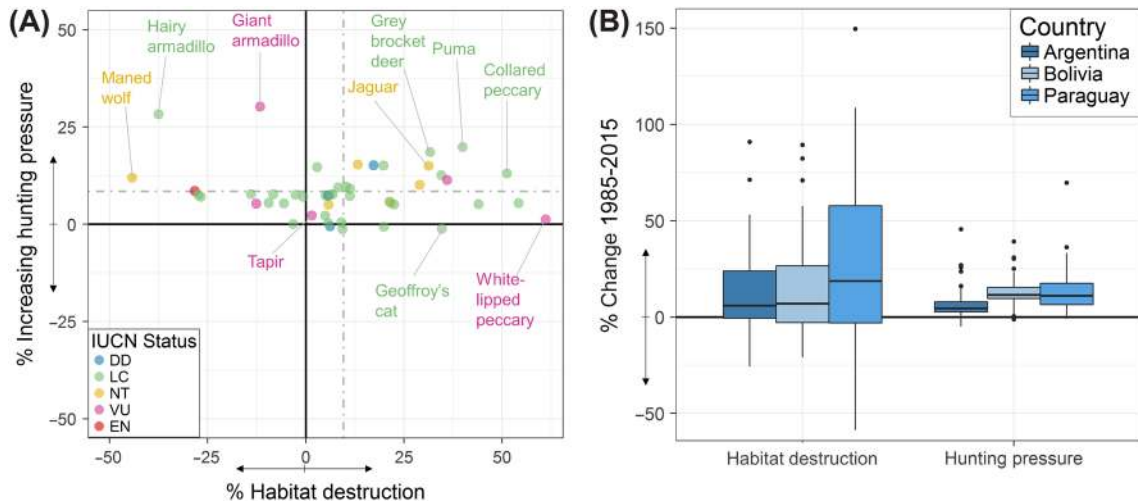 (A)
% Increasing hunting pressure
50
25
0
−25
−50
Hairy
armadillo
Giant
armadillo
Grey
brocket
deer
Puma
Collared
peccary
Maned
wolf
Jaguar
Tapir
Geoffroy's
cat
White-
lipped
peccary
IUCN Status
DD
LC
NT
VU
EN
−50
−25
0
25
50
% Habitat destruction
(B)
% Change 1985-2015
150
100
50
0
−50
Country
Argentina
Bolivia
Paraguay
Habitat destruction
Hunting pressure